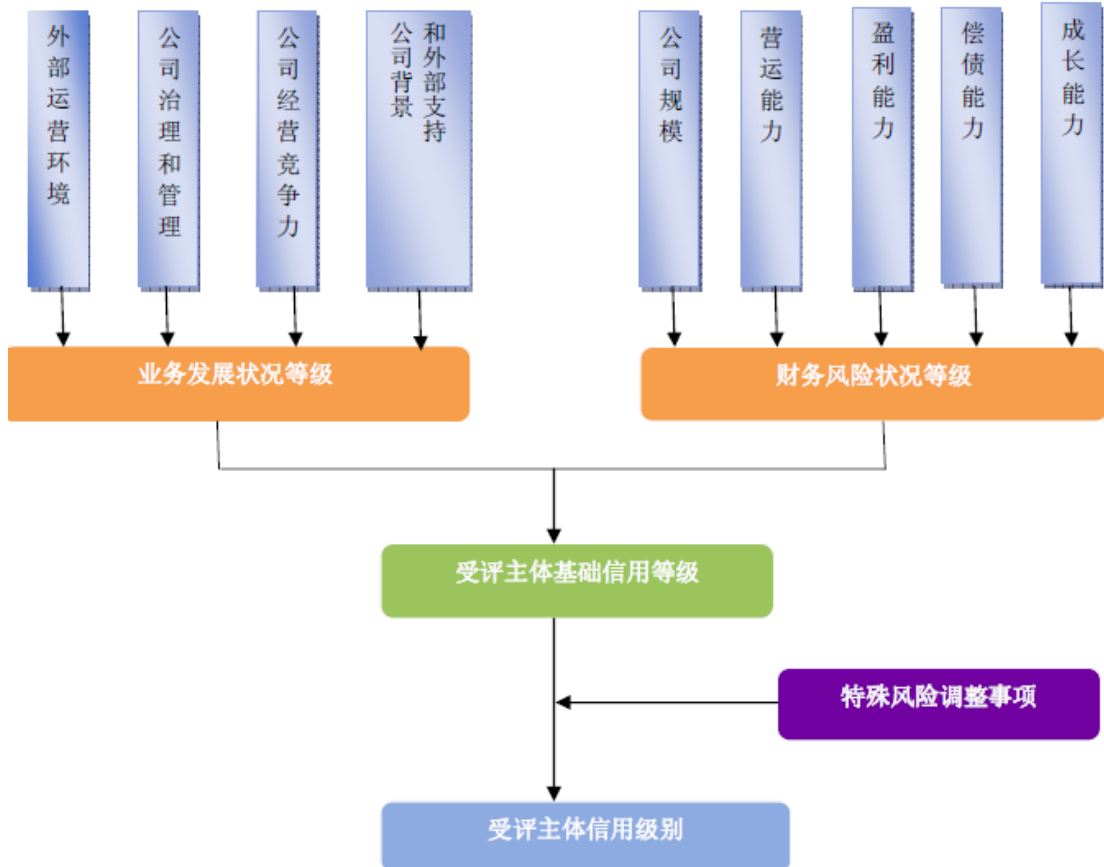 外部运营环境
公司治理和管理
公司经营竞争力
公司背景
和外部支持
公司规模
营运能力
盈利能力
偿债能力
成长能力
业务发展状况等级
财务风险状况等级
受评主体基础信用等级
特殊风险调整事项
受评主体信用级别